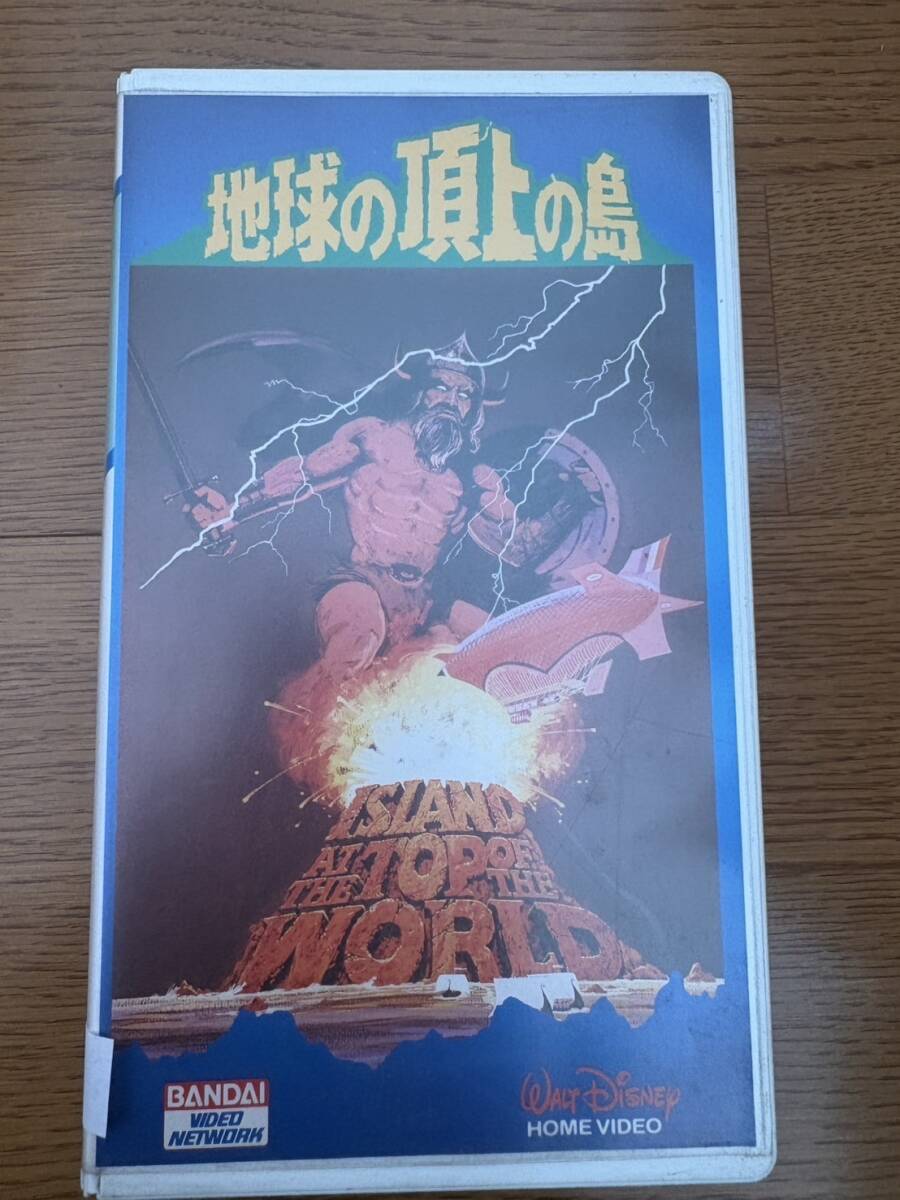 地球の頂上の島
ISLAND
AT THE TOP OF THE
WORLD
BANDAI
VIDEO
NETWORK
WALT DISNEY
HOME VIDEO